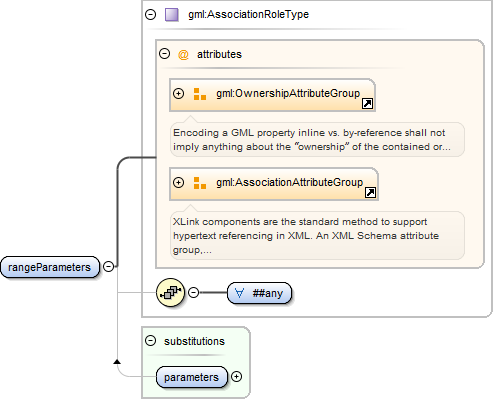 gml:AssociationRoleType
@ attributes
gml:OwnershipAttributeGroup
Encoding a GML property inline vs. by-reference shall not
imply anything about the "ownership" of the contained or...
gml:AssociationAttributeGroup
XLink components are the standard method to support
hypertext referencing in XML. An XML Schema attribute
group,...
rangeParameters
##any
substitutions
parameters